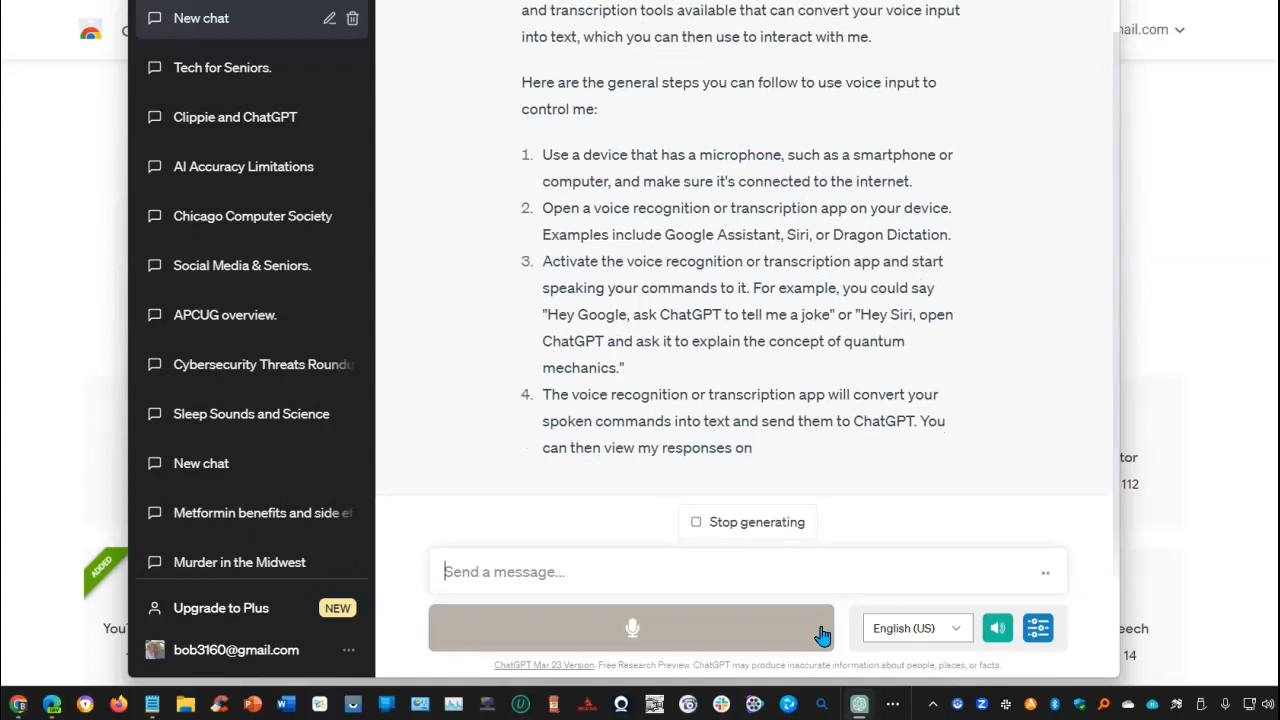 New chat
Tech for Seniors.
Clippie and ChatGPT
AI Accuracy Limitations
Chicago Computer Society
Social Media & Seniors.
APCUG overview.
Cybersecurity Threats Roundu
Sleep Sounds and Science
New chat
Metformin benefits and side ef
Murder in the Midwest
Upgrade to Plus NEW
bob3160@gmail.com
and transcription tools available that can convert your voice input
into text, which you can then use to interact with me.
Here are the general steps you can follow to use voice input to
control me:
1. Use a device that has a microphone, such as a smartphone or
computer, and make sure it's connected to the internet.
2. Open a voice recognition or transcription app on your device.
Examples include Google Assistant, Siri, or Dragon Dictation.
3. Activate the voice recognition or transcription app and start
speaking your commands to it. For example, you could say
"Hey Google, ask ChatGPT to tell me a joke" or "Hey Siri, open
ChatGPT and ask it to explain the concept of quantum
mechanics."
4. The voice recognition or transcription app will convert your
spoken commands into text and send them to ChatGPT. You
can then view my responses on
Stop generating
Send a message...
English (US)
ChatGPT Mar 23 Version. Free Research Preview. ChatGPT may produce inaccurate information about people, places, or facts.
ail.com
tor
112
ADDED
You
eech
14